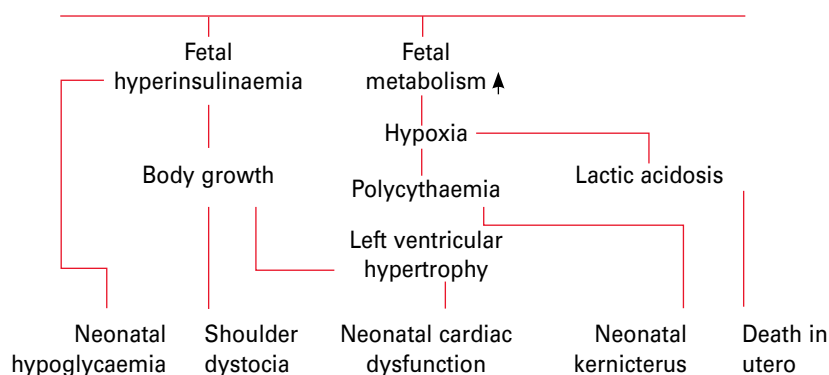 Fetal
hyperinsulinaemia
Fetal
metabolism
Hypoxia
Body growth
Polycythaemia
Lactic acidosis
Left ventricular
hypertrophy
Neonatal
hypoglycaemia
Shoulder
dystocia
Neonatal cardiac
dysfunction
Neonatal
kernicterus
Death in
utero